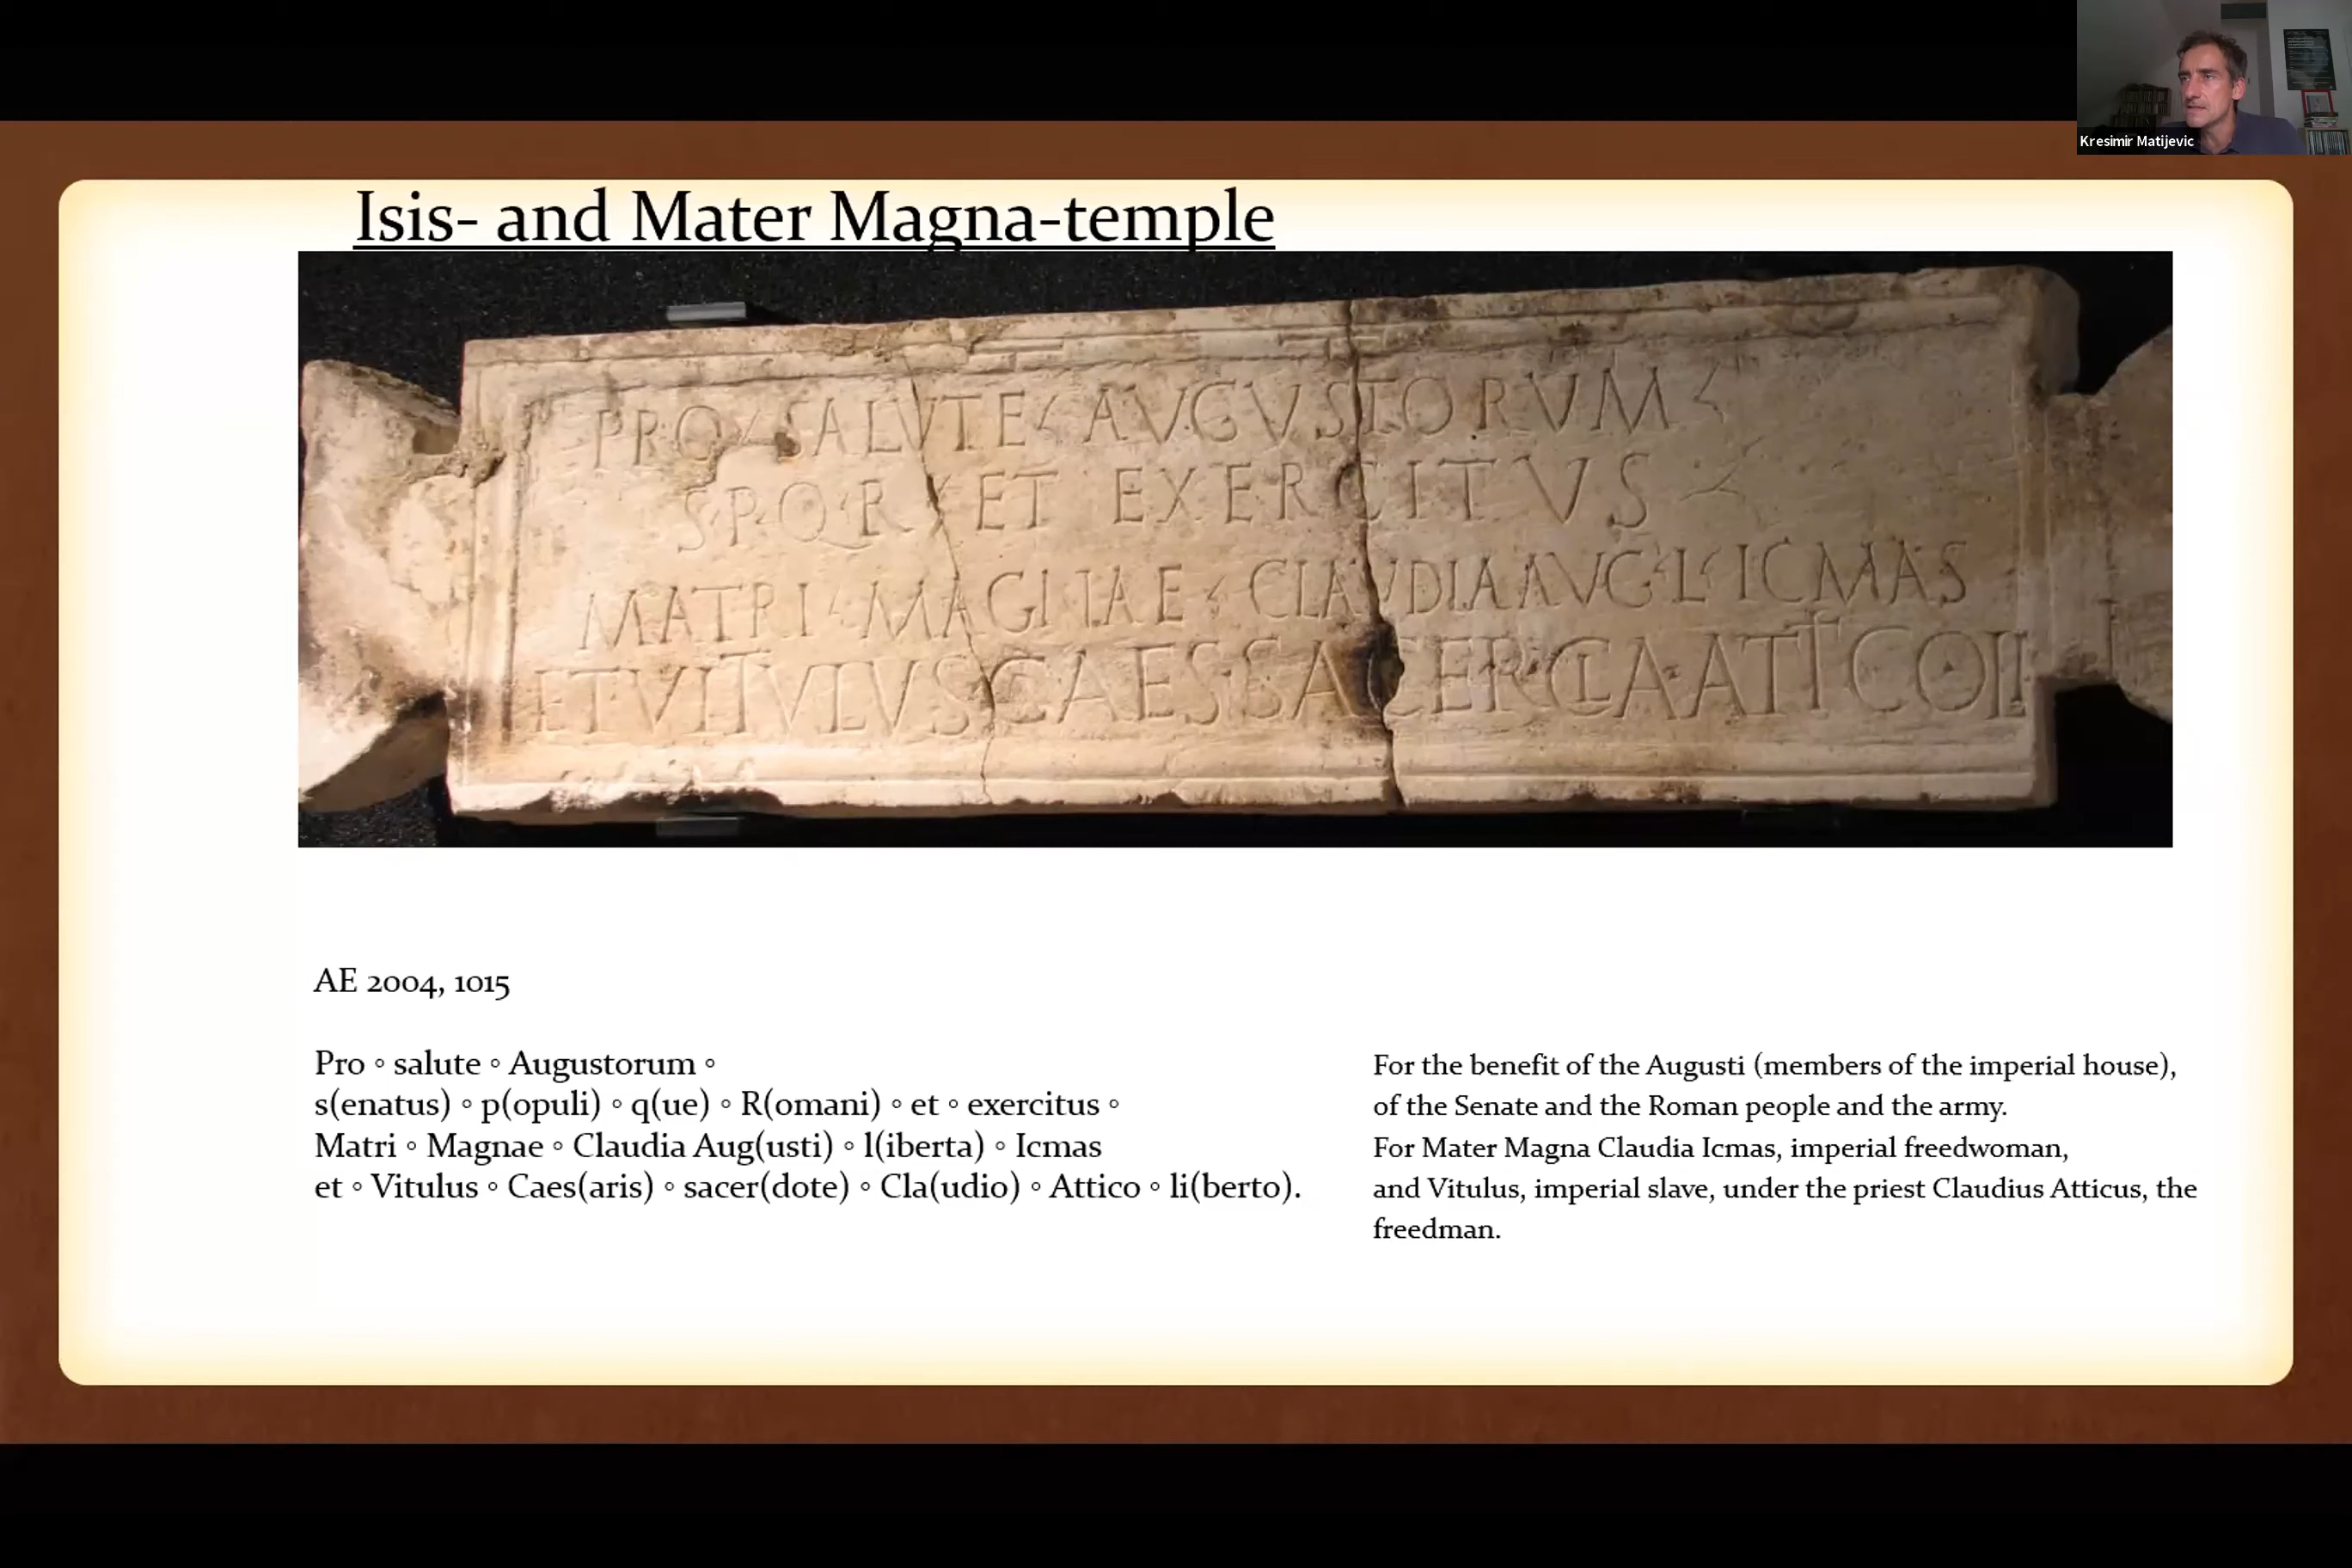 Kresimir Matijevic
Isis- and Mater Magna-temple
PRO SALVTE AVGVSTORVM
S P Q R ET EXERCITVS
MATRI MAGNAE CLAVDIA AVG L ICMAS
ET VITVLVS CAES SACER CLA ATTICO LI
AE 2004, 1015
Pro ◦ salute ◦ Augustorum ◦
s(enatus) ◦ p(opuli) ◦ q(ue) ◦ R(omani) ◦ et ◦ exercitus ◦
Matri ◦ Magnae ◦ Claudia Aug(usti) ◦ l(iberta) ◦ Icmas
et ◦ Vitulus ◦ Caes(aris) ◦ sacer(dote) ◦ Cla(udio) ◦ Attico ◦ li(berto).
For the benefit of the Augusti (members of the imperial house),
of the Senate and the Roman people and the army.
For Mater Magna Claudia Icmas, imperial freedwoman,
and Vitulus, imperial slave, under the priest Claudius Atticus, the
freedman.